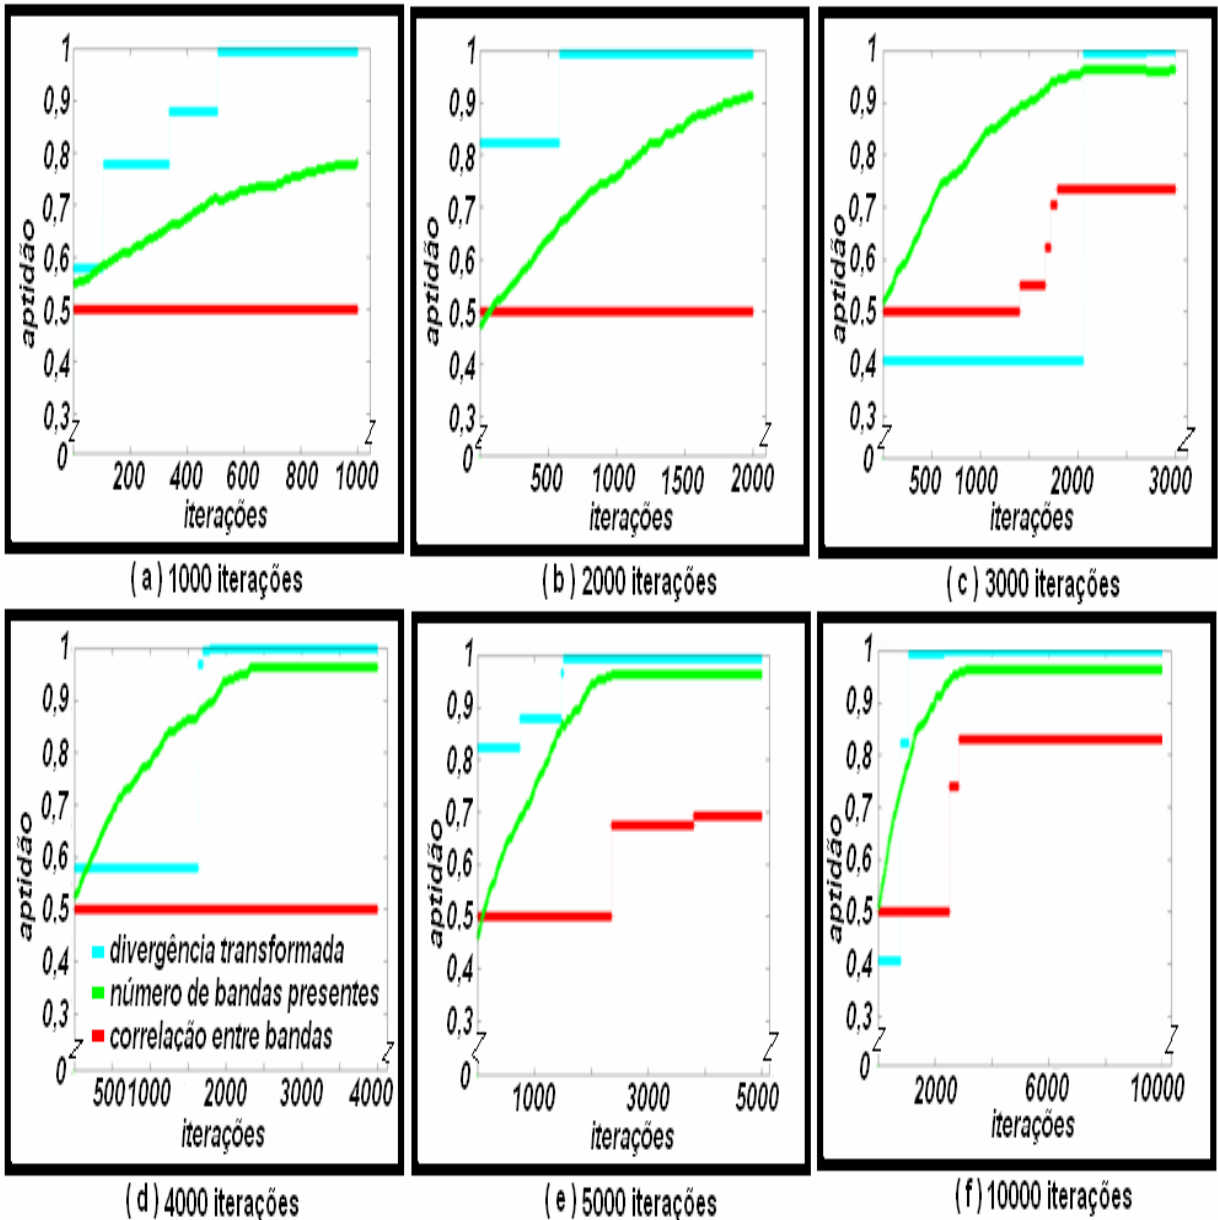 1
0,9
0,8
0,7
0,6
0,5
0,4
0,3
0
aptidão
200 400 600 800 1000
iterações
( a ) 1000 iterações
1
0,9
0,8
0,7
0,6
0,5
0,4
0,3
0
aptidão
500 1000 1500 2000
iterações
( b ) 2000 iterações
1
0,9
0,8
0,7
0,6
0,5
0,4
0,3
0
aptidão
500 1000 2000 3000
iterações
( c ) 3000 iterações
1
0,9
0,8
0,7
0,6
0,5
0,4
0,3
0
aptidão
divergência transformada
número de bandas presentes
correlação entre bandas
500 1000 2000 3000 4000
iterações
( d ) 4000 iterações
1
0,9
0,8
0,7
0,6
0,5
0,4
0,3
0
aptidão
1000 3000 5000
iterações
( e ) 5000 iterações
1
0,9
0,8
0,7
0,6
0,5
0,4
0,3
0
aptidão
2000 6000 10000
iterações
( f ) 10000 iterações